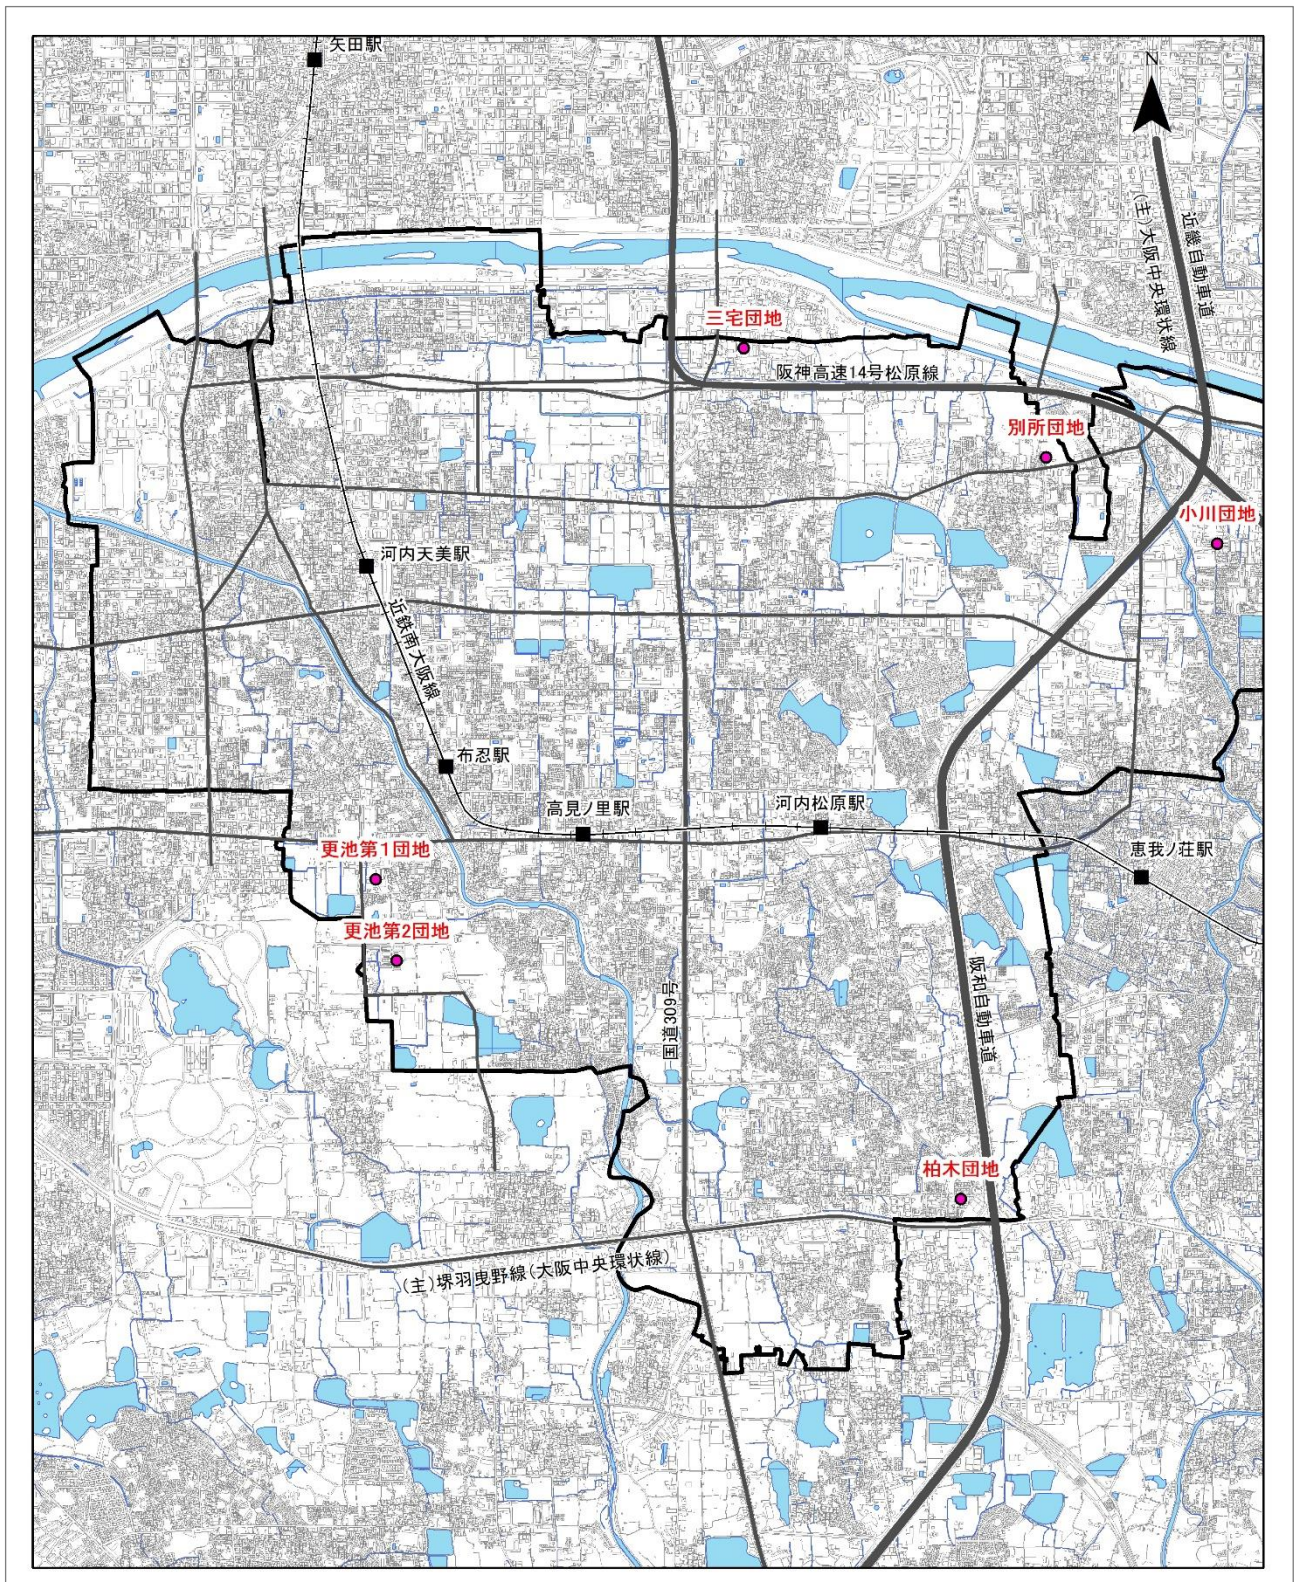 矢田駅
N
近畿自動車道
(主)大阪中央環状線
三宅団地
阪神高速14号松原線
別所団地
小川団地
河内天美駅
近鉄南大阪線
布忍駅
高見ノ里駅
河内松原駅
恵我ノ荘駅
更池第1団地
更池第2団地
国道309号
阪和自動車道
柏木団地
(主)堺羽曳野線(大阪中央環状線)